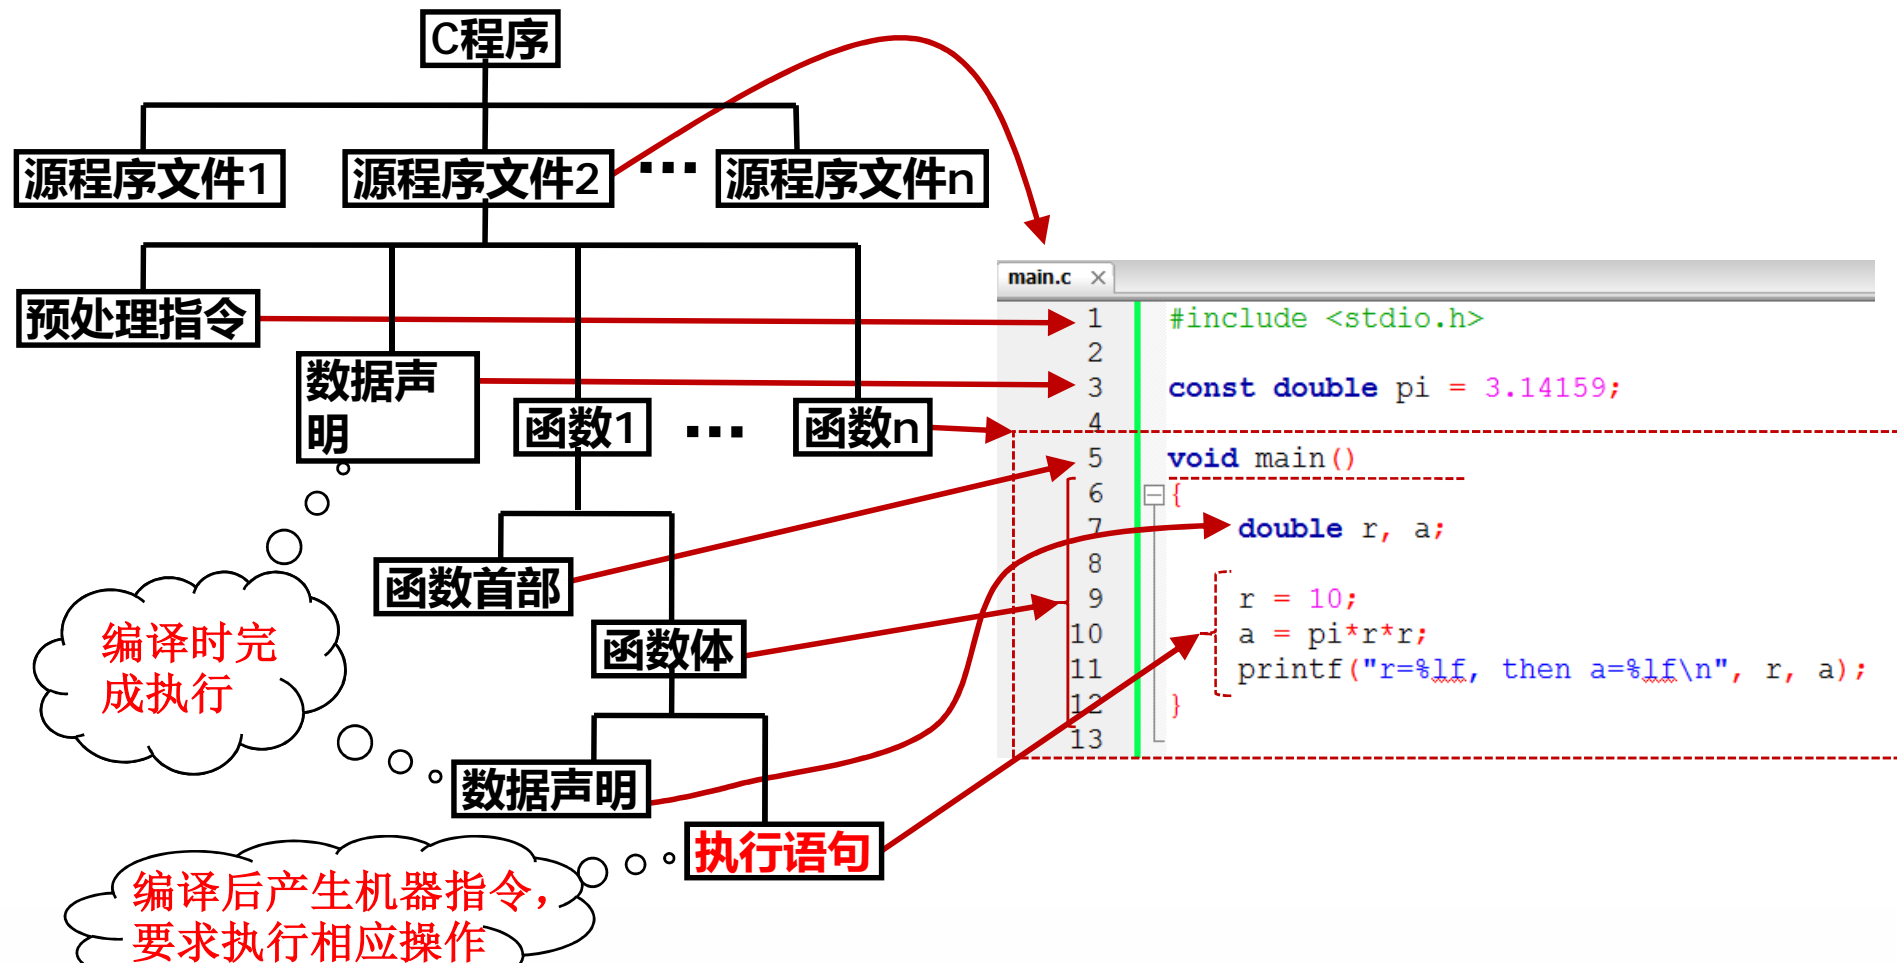 C程序
源程序文件1
源程序文件2
...
源程序文件n
预处理指令
数据声
明
函数1
...
函数n
函数首部
函数体
数据声明
执行语句
编译时完
成执行
编译后产生机器指令，
要求执行相应操作
main.c
1 #include <stdio.h>
2
3 const double pi = 3.14159;
4
5 void main()
6 {
7 double r, a;
8
9 r = 10;
10 a = pi*r*r;
11 printf("r=%lf, then a=%lf\n", r, a);
12 }
13